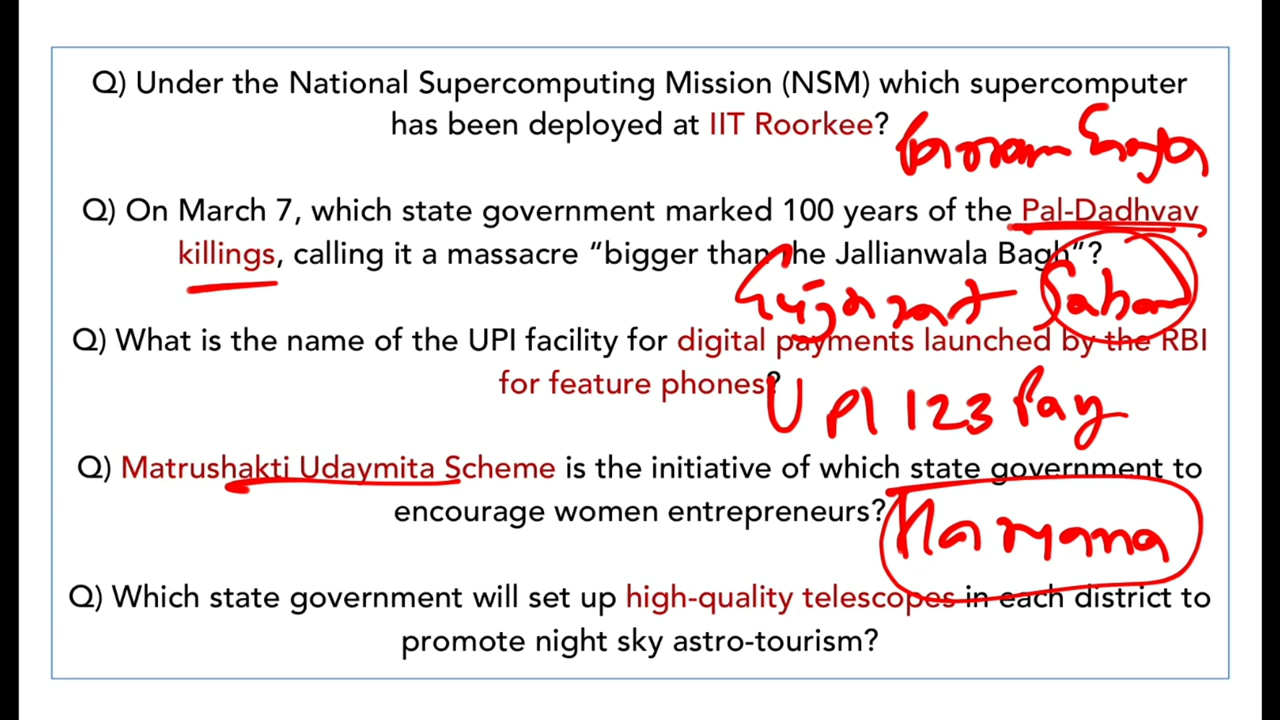 Q) Under the National Supercomputing Mission (NSM) which supercomputer
has been deployed at IIT Roorkee?
Q) On March 7, which state government marked 100 years of the Pal-Dadhvav
killings, calling it a massacre “bigger than the Jallianwala Bagh”?
Gujarat
Q) What is the name of the UPI facility for digital payments launched by the RBI
for feature phones?
UPI 123 Pay
Q) Matrushakti Udaymita Scheme is the initiative of which state government to
encourage women entrepreneurs?
Haryana
Q) Which state government will set up high-quality telescopes in each district to
promote night sky astro-tourism?